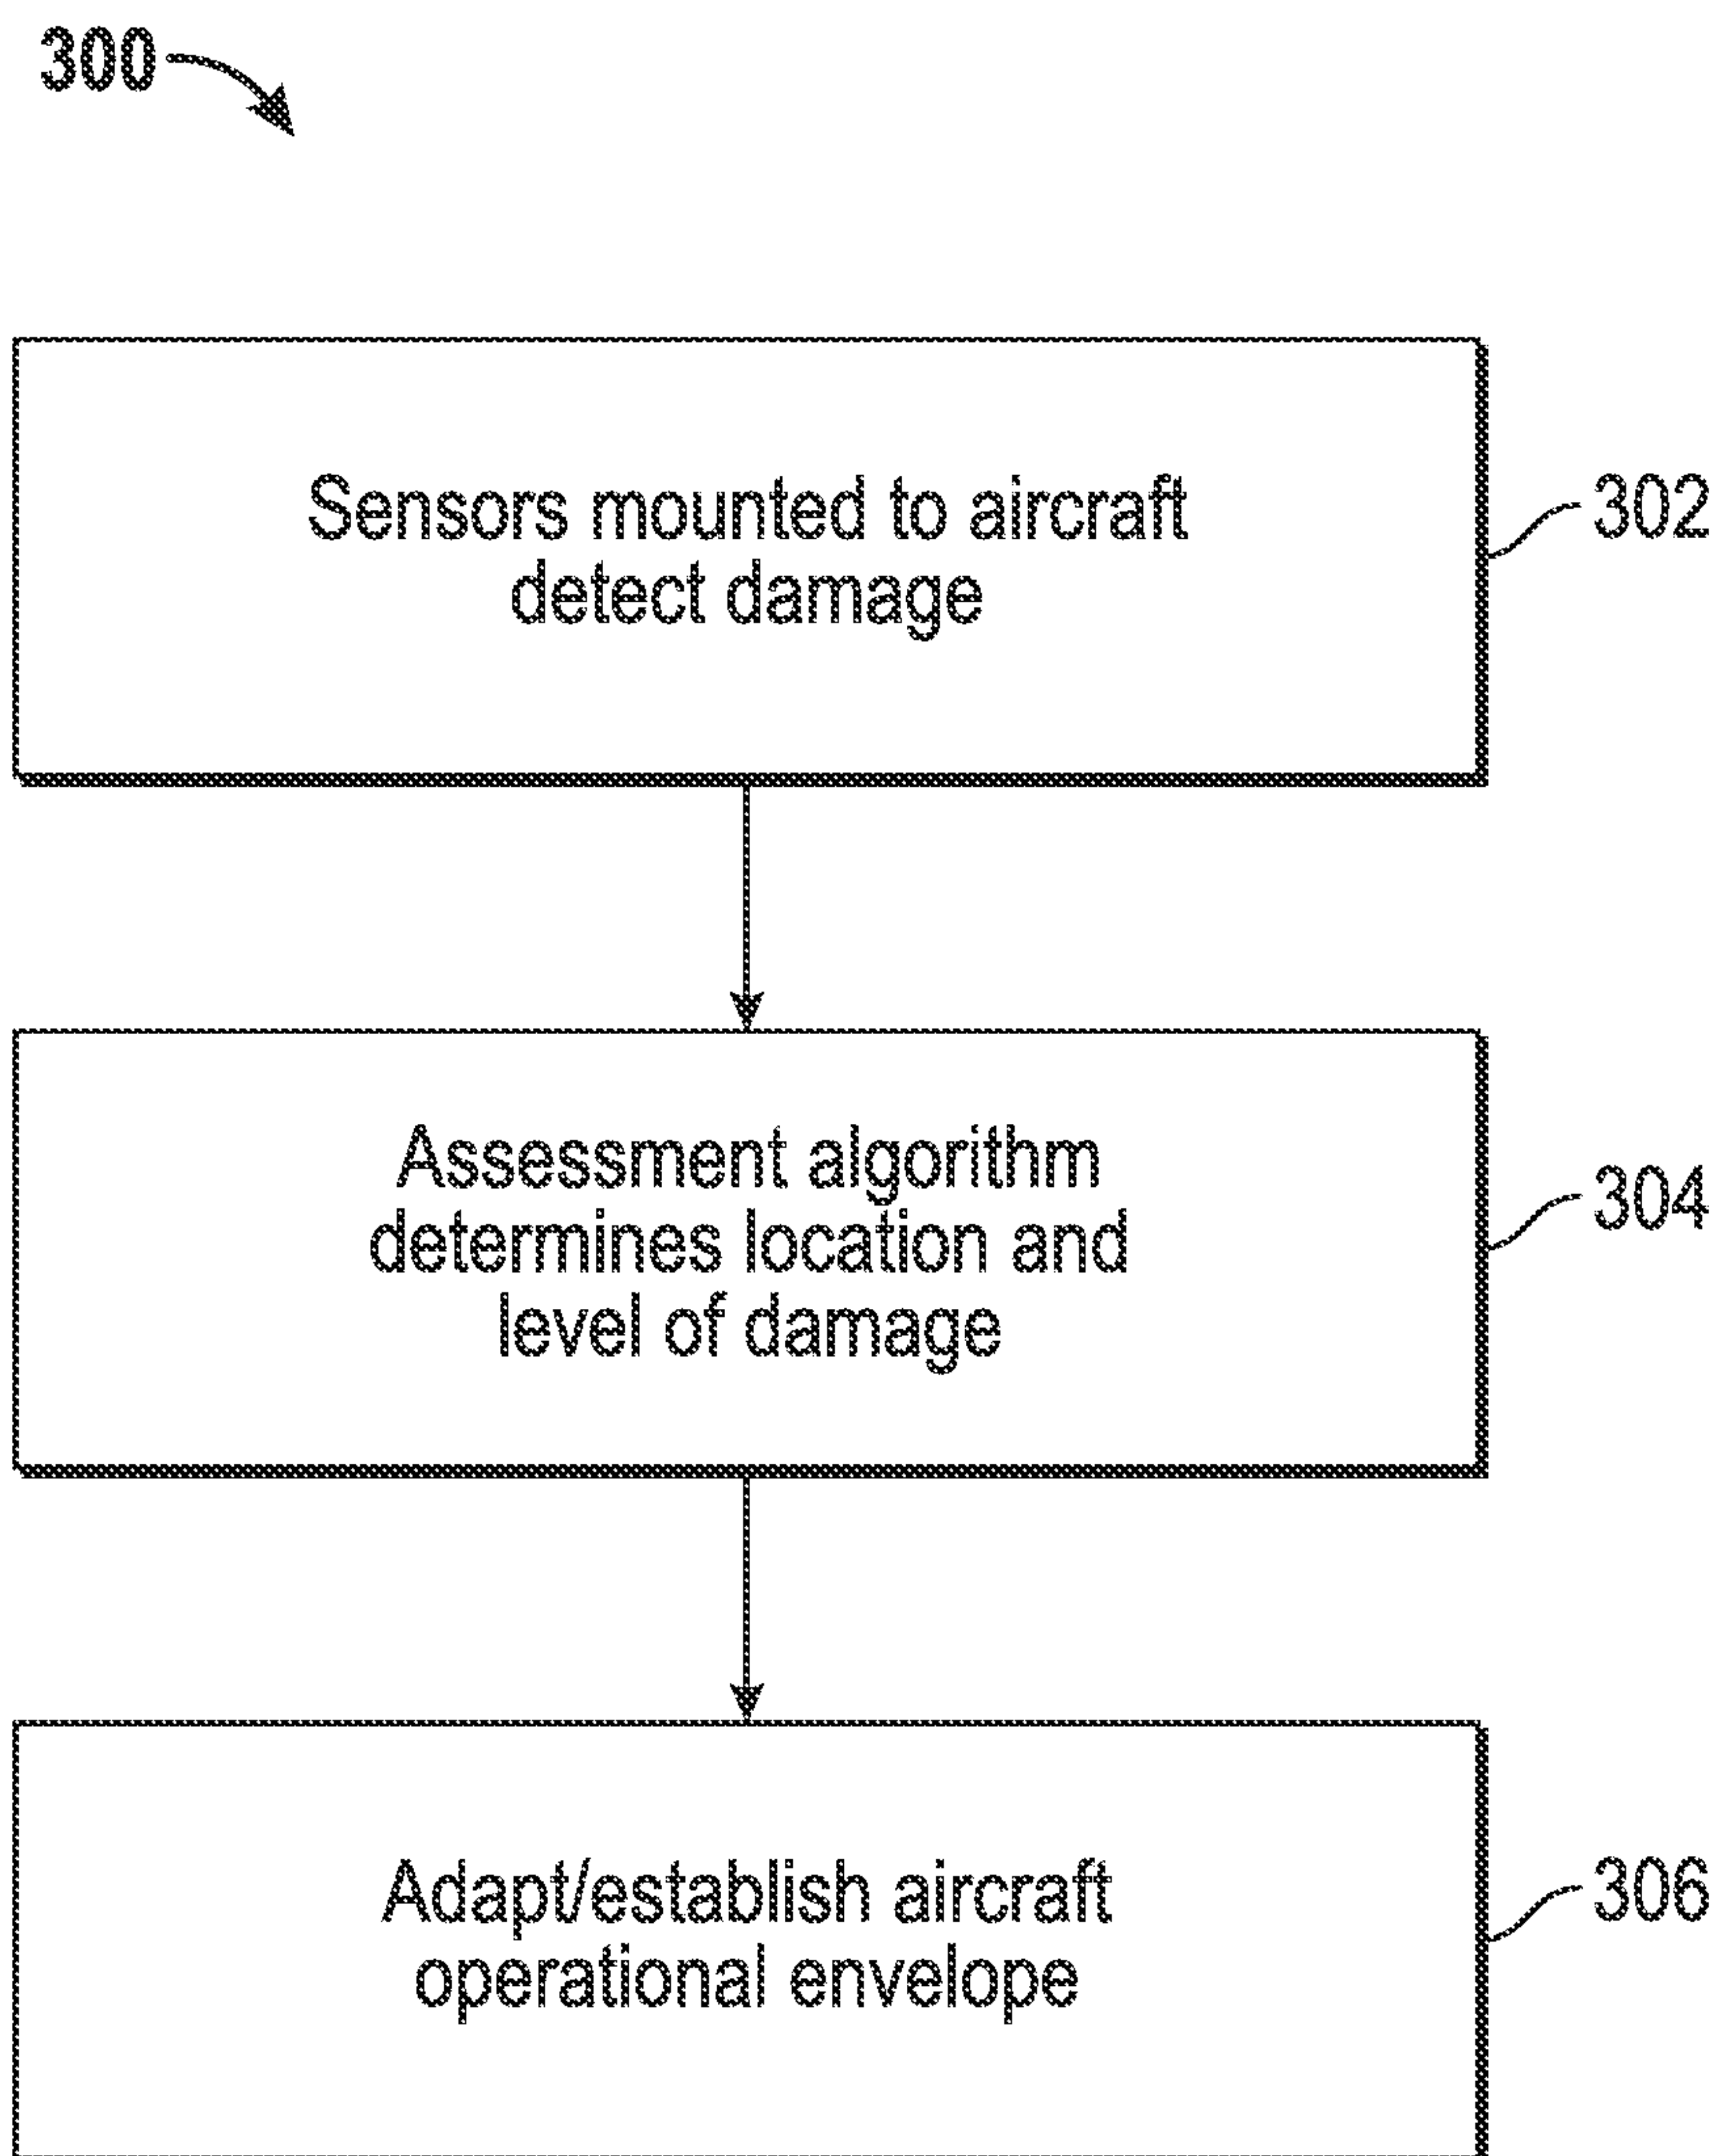 300
Sensors mounted to aircraft
detect damage
302
Assessment algorithm
determines location and
level of damage
304
Adapt/establish aircraft
operational envelope
306